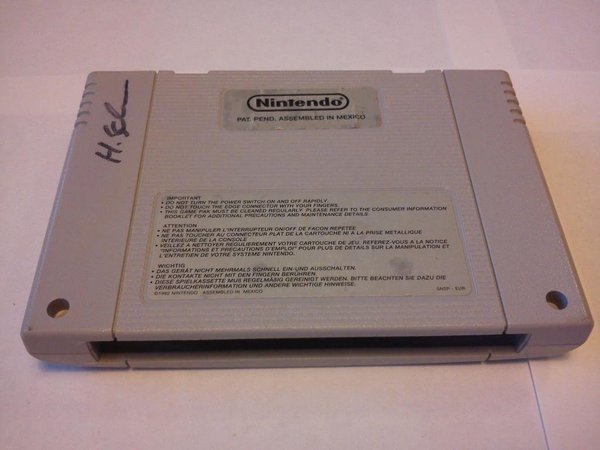 Nintendo
PAT. PEND. ASSEMBLED IN MEXICO
IMPORTANT
• DO NOT TURN THE POWER SWITCH ON AND OFF RAPIDLY.
• DO NOT TOUCH THE EDGE CONNECTOR WITH YOUR FINGERS.
• THIS GAME PAK MUST BE CLEANED REGULARLY. PLEASE REFER TO THE CONSUMER INFORMATION
BOOKLET FOR ADDITIONAL PRECAUTIONS AND MAINTENANCE DETAILS.
ATTENTION
• NE PAS MANIPULER L'INTERRUPTEUR ON/OFF DE FACON REPETEE
• NE PAS TOUCHER AU CONNECTEUR PLAT DE LA CARTOUCHE NI A LA PRISE METALLIQUE
INTERIEURE DE LA CONSOLE
• VEILLEZ A NETTOYER REGULIEREMENT VOTRE CARTOUCHE DE JEU. REFEREZ-VOUS A LA NOTICE
"INFORMATIONS ET PRECAUTIONS D'EMPLOI" POUR PLUS DE DETAILS SUR LA MANIPULATION ET
L'ENTRETIEN DE VOTRE SYSTEME NINTENDO.
WICHTIG
• DAS GERÄT NICHT MEHRMALS SCHNELL EIN-UND AUSSCHALTEN.
• DIE KONTAKTE NICHT MIT DEN FINGERN BERÜHREN.
• DIESE SPIELKASSETTE MUß REGELMÄßIG GEREINIGT WERDEN. BITTE BEACHTEN SIE DAZU DIE
VERBRAUCHERINFORMATION UND ANDERE WICHTIGE HINWEISE.
©1992 NINTENDO ASSEMBLED IN MEXICO
SNSP - EUR
H.